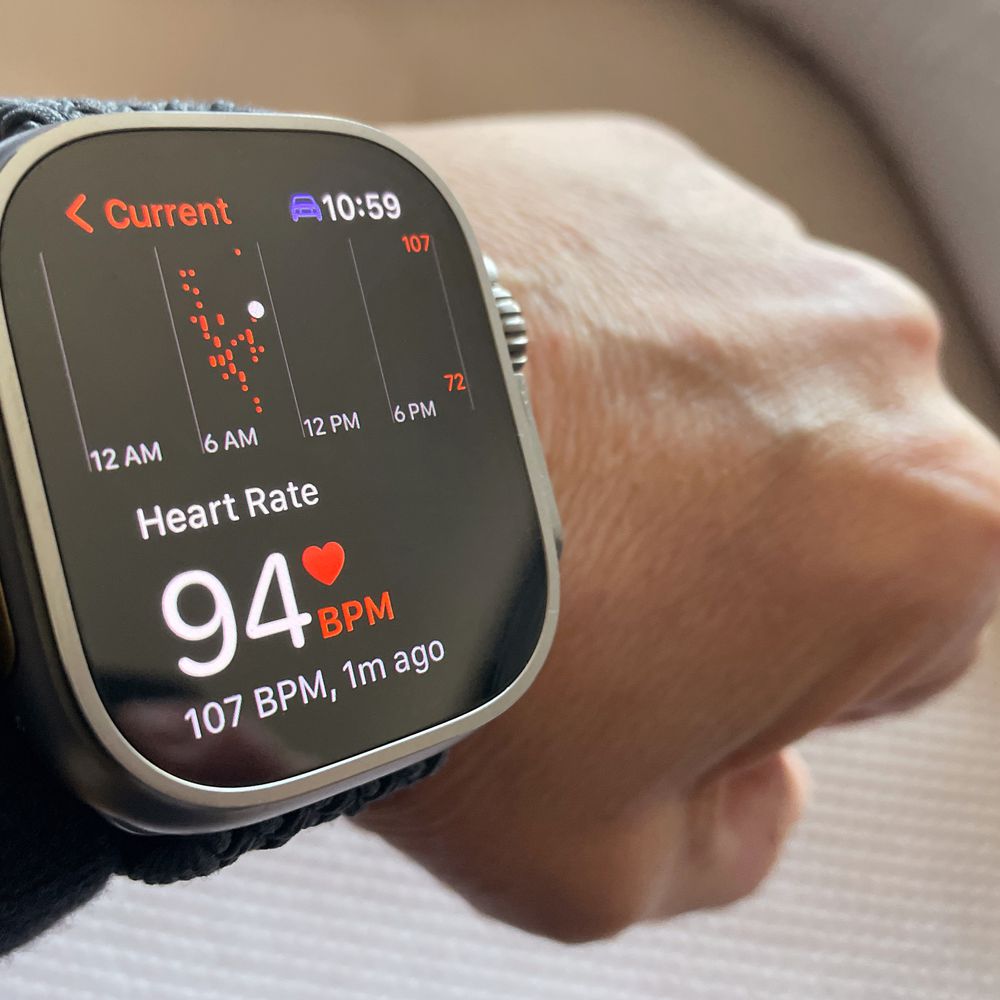 < Current 10:59
107
72
12 AM 6 AM 12 PM 6 PM
Heart Rate
94 BPM
107 BPM, 1m ago